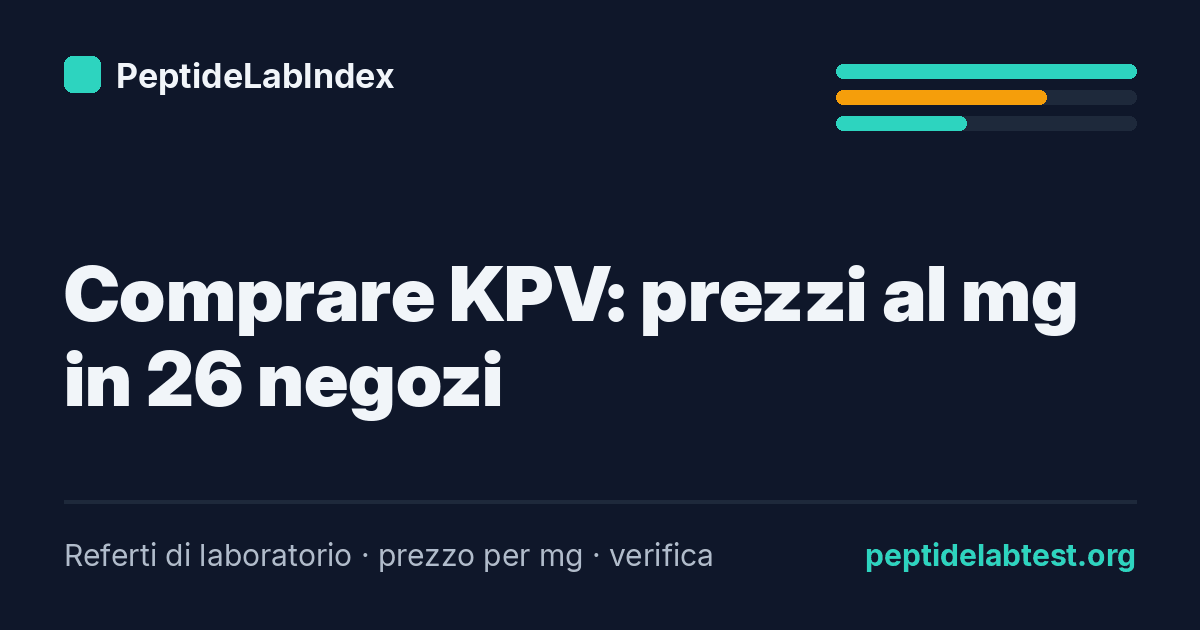 PeptideLabIndex
Comprare KPV: prezzi al mg
in 26 negozi
Referti di laboratorio · prezzo per mg · verifica
peptidelabtest.org